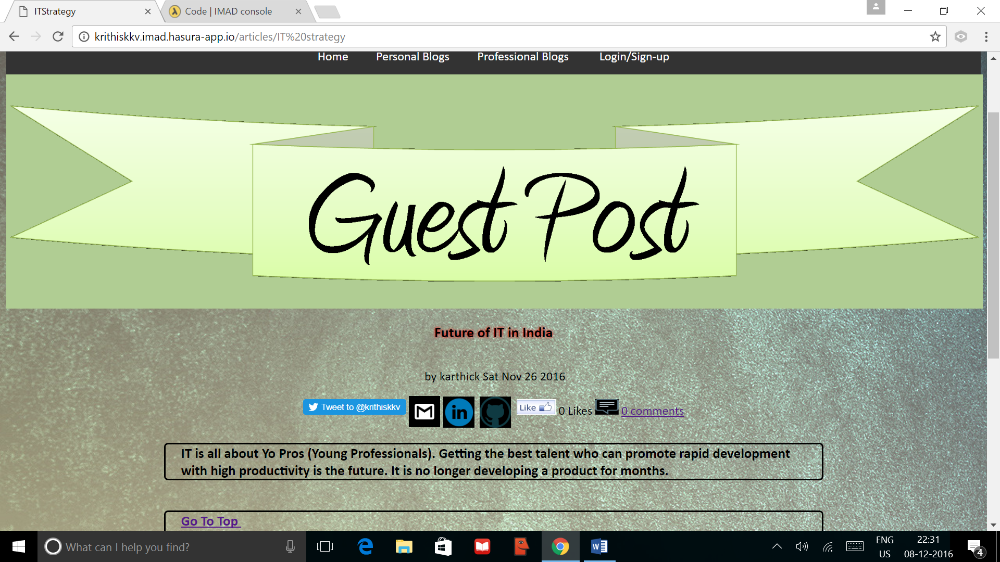 ITStrategy
Code | IMAD console
krithiskkv.imad.hasura-app.io/articles/IT%20strategy
Home Personal Blogs Professional Blogs Login/Sign-up
Guest Post
Future of IT in India
by karthick Sat Nov 26 2016
Tweet to @krithiskkv in Like 0 Likes 0 comments
IT is all about Yo Pros (Young Professionals). Getting the best talent who can promote rapid development
with high productivity is the future. It is no longer developing a product for months.
Go To Top
What can I help you find?
ENG
US
22:31
08-12-2016
4